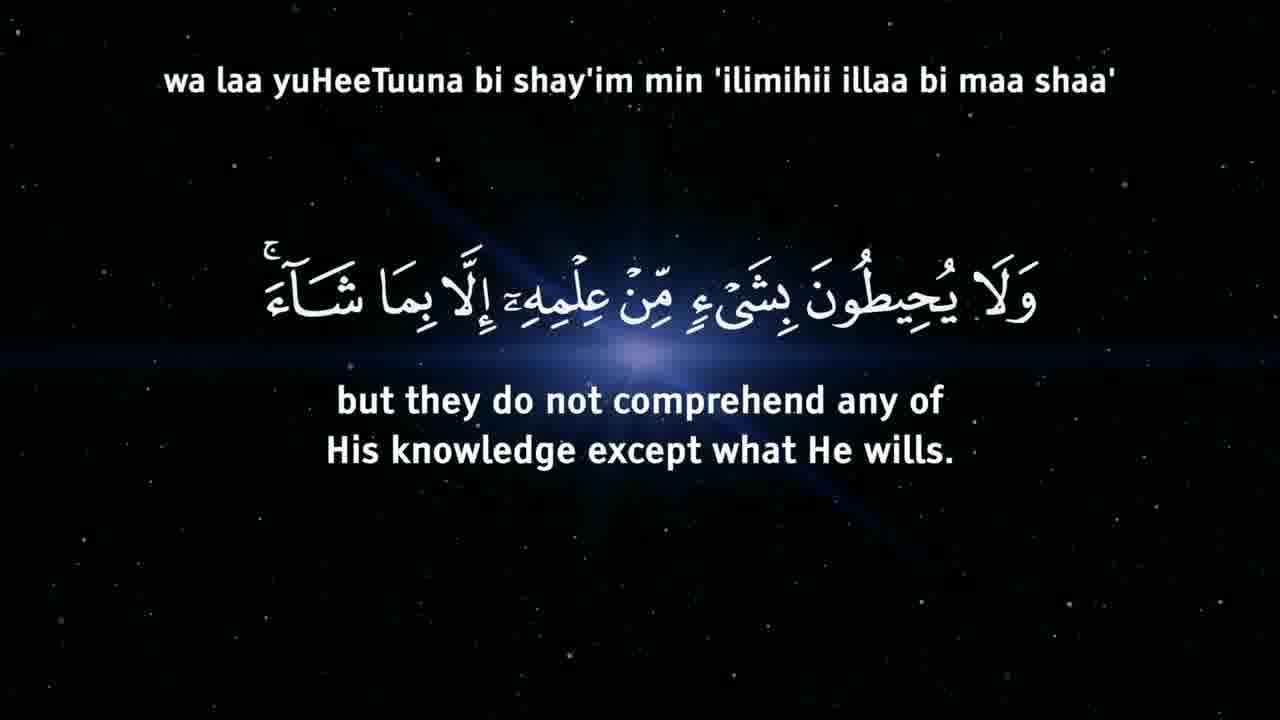 wa laa yuHeeTuuna bi shay'im min 'ilimihii illaa bi maa shaa'
وَلَا يُحِيطُونَ بِشَىْءٍ مِّنْ عِلْمِهِۦٓ إِلَّا بِمَا شَآءَ ۚ
but they do not comprehend any of
His knowledge except what He wills.